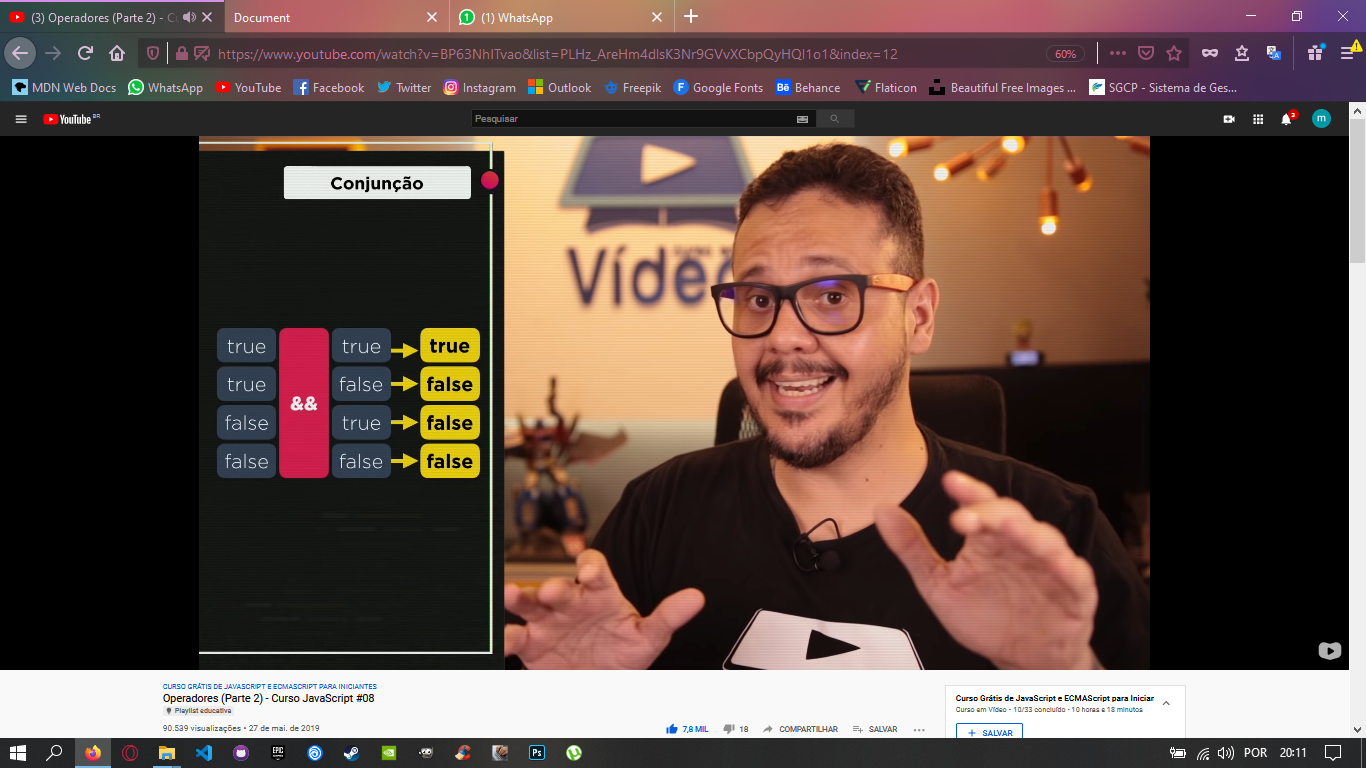 (3) Operadores (Parte 2) - C
Document
(1) WhatsApp
https://www.youtube.com/watch?v=BP63NhITvao&list=PLHz_AreHm4dlsK3Nr9GVvXCbpQyHQl1o1&index=12
60%
MDN Web Docs
WhatsApp
YouTube
Facebook
Twitter
Instagram
Outlook
Freepik
Google Fonts
Behance
Flaticon
Beautiful Free Images ...
SGCP - Sistema de Ges...
YouTube BR
Pesquisar
2
m
Conjunção
Víde
true && true true
true false false
false true false
false false false
CURSO GRÁTIS DE JAVASCRIPT E ECMASCRIPT PARA INICIANTES
Operadores (Parte 2) - Curso JavaScript #08
Playlist educativa
90.539 visualizações • 27 de mai. de 2019
7,8 MIL
18
COMPARTILHAR
SALVAR
Curso Grátis de JavaScript e ECMAScript para Inician
Curso em Vídeo - 10/33 concluído - 10 horas e 18 minutos
SALVAR
EPIC
Ps
POR
20:11